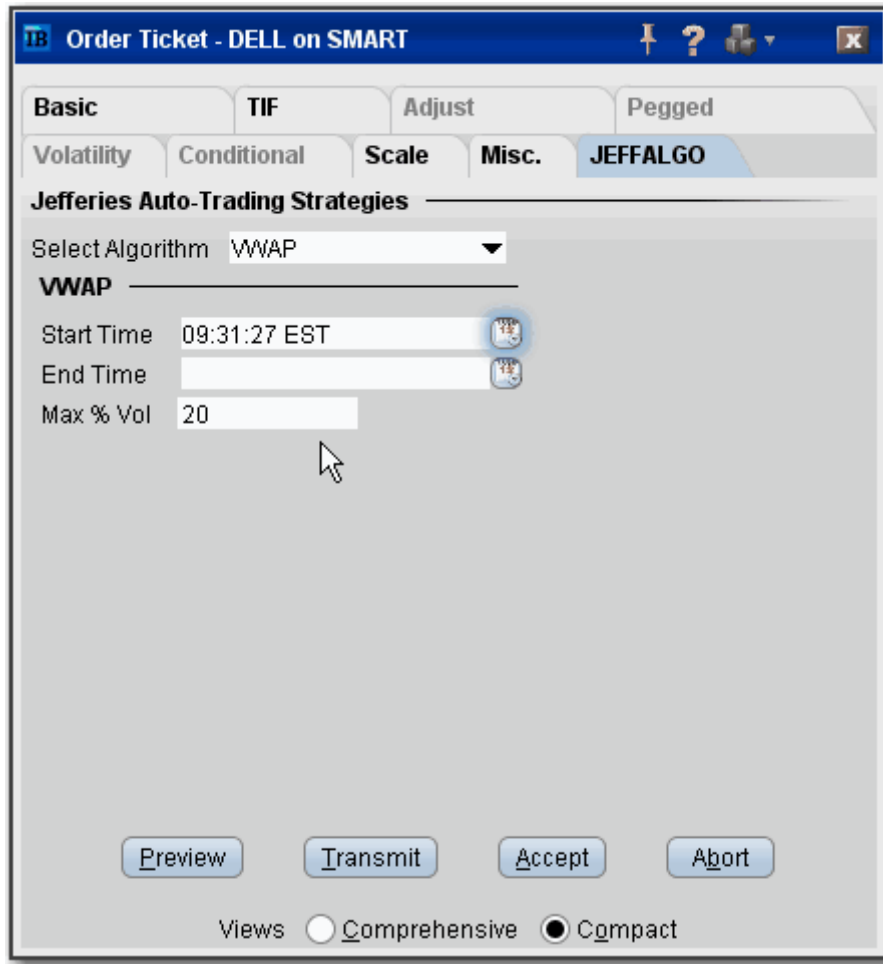 IB Order Ticket - DELL on SMART ?
Basic TIF Adjust Pegged
Volatility Conditional Scale Misc. JEFFALGO
Jefferies Auto-Trading Strategies
Select Algorithm VWAP
VWAP
Start Time 09:31:27 EST
End Time
Max % Vol 20
Preview Transmit Accept Abort
Views Comprehensive Compact